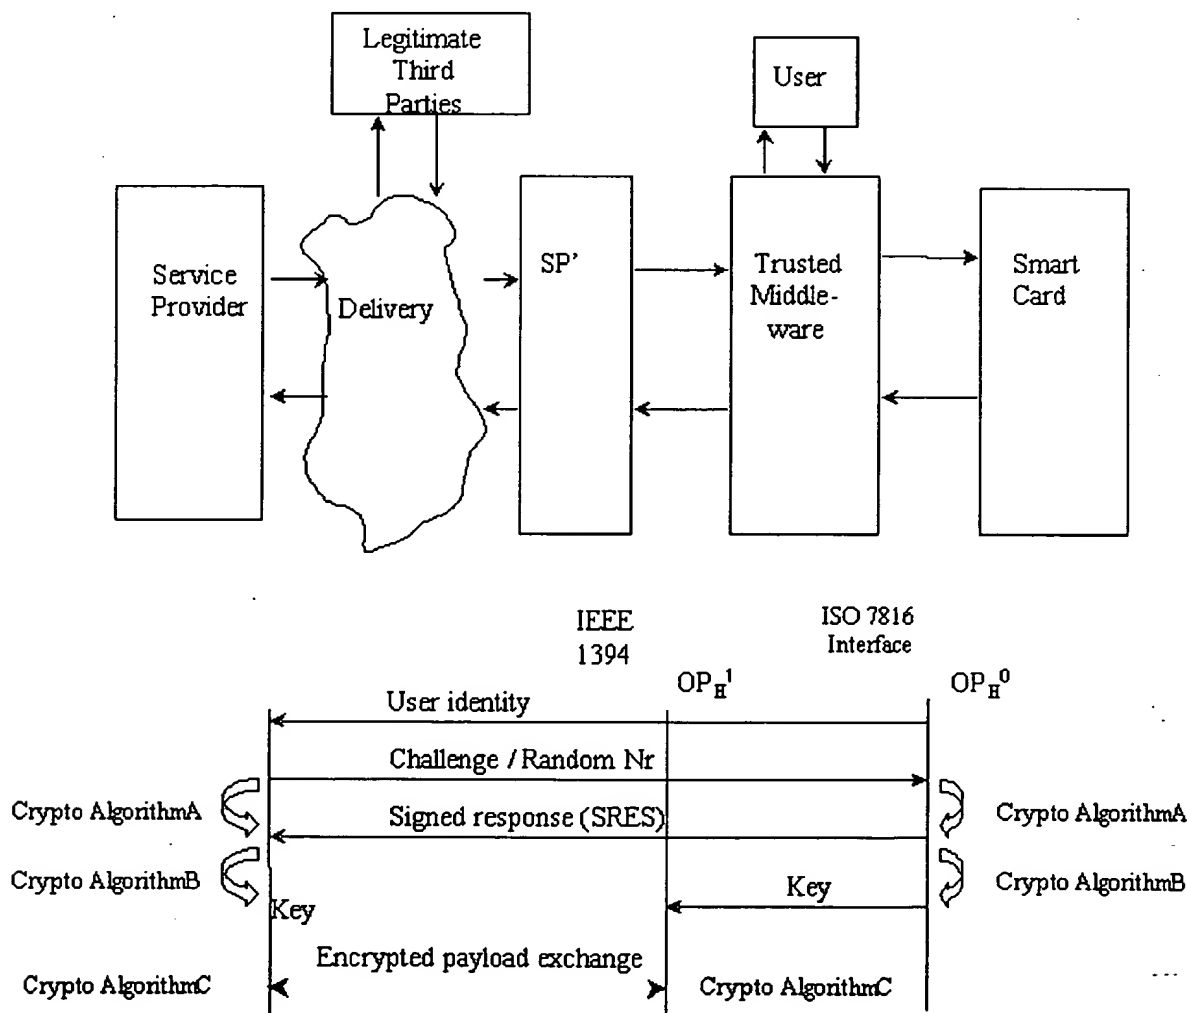 Legitimate
Third
Parties
User
Service
Provider
Delivery
SP'
Trusted
Middle-
ware
Smart
Card
IEEE
1394
ISO 7816
Interface
OP_H^1
OP_H^0
User identity
Challenge / Random Nr
Crypto AlgorithmA
Signed response (SRES)
Crypto AlgorithmA
Crypto AlgorithmB
Key
Key
Crypto AlgorithmB
Encrypted payload exchange
Crypto AlgorithmC
Crypto AlgorithmC